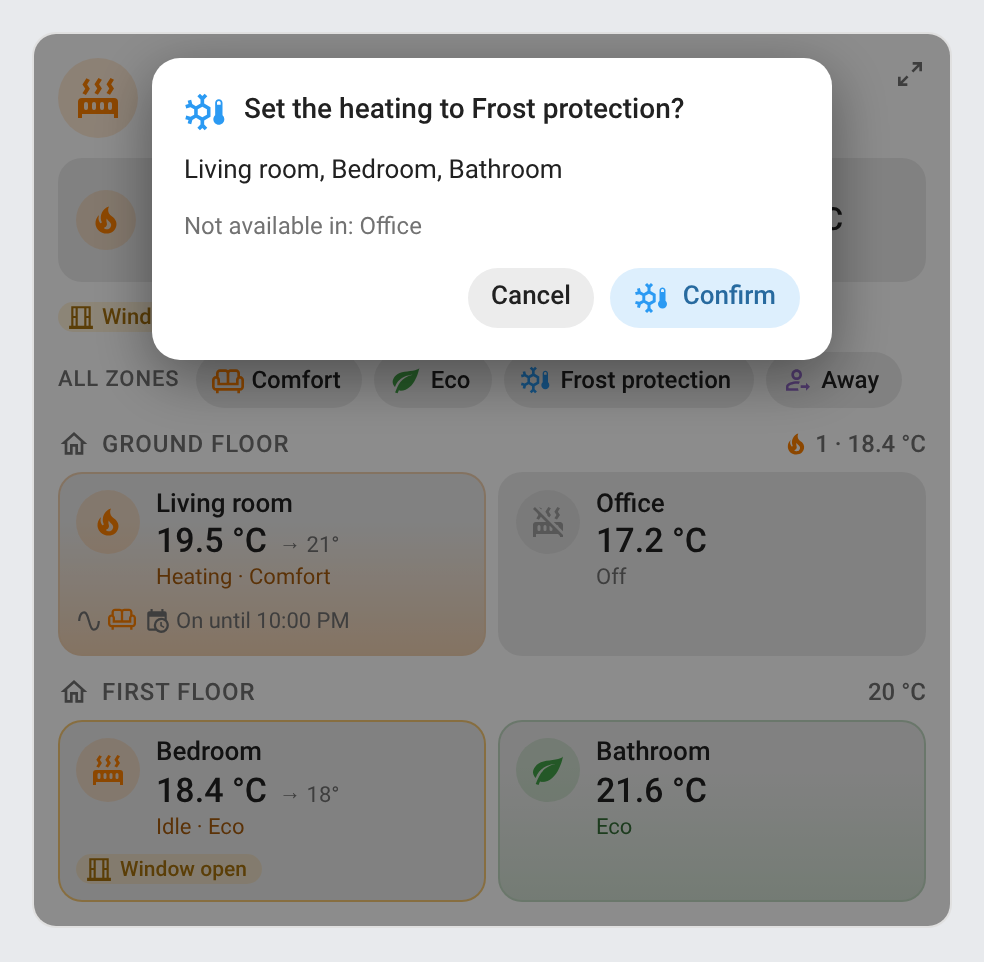 Set the heating to Frost protection?
Living room, Bedroom, Bathroom
Not available in: Office
Cancel
Confirm
ALL ZONES
Comfort
Eco
Frost protection
Away
GROUND FLOOR
1 · 18.4 °C
Living room
19.5 °C → 21°
Heating · Comfort
On until 10:00 PM
Office
17.2 °C
Off
FIRST FLOOR
20 °C
Bedroom
18.4 °C → 18°
Idle · Eco
Window open
Bathroom
21.6 °C
Eco